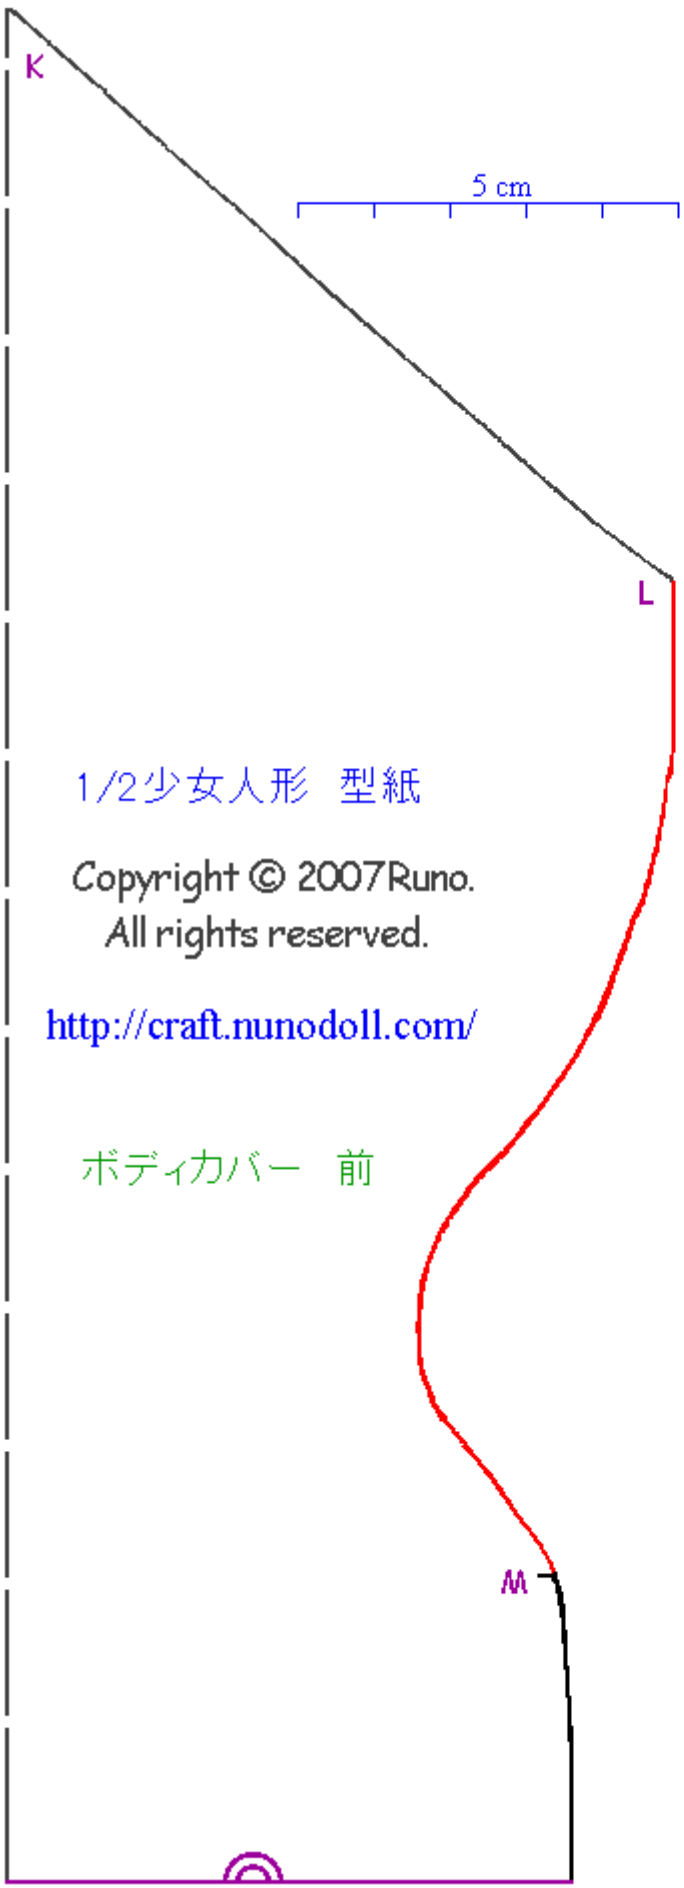 K
5 cm
L
1/2少女人形　型紙
Copyright © 2007Runo.
All rights reserved.
http://craft.nunodoll.com/
ボディカバー　前
M